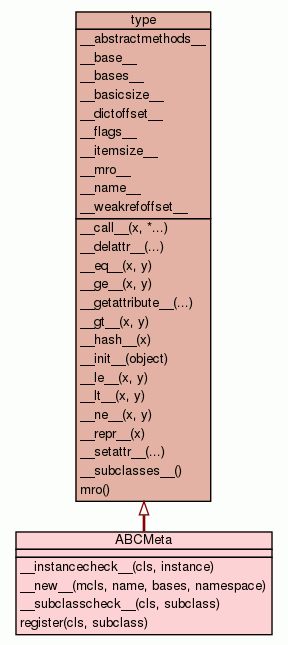 type
__abstractmethods__
__base__
__bases__
__basicsize__
__dictoffset__
__flags__
__itemsize__
__mro__
__name__
__weakrefoffset__
__call__(x, *...)
__delattr__(...)
__eq__(x, y)
__ge__(x, y)
__getattribute__(...)
__gt__(x, y)
__hash__(x)
__init__(object)
__le__(x, y)
__lt__(x, y)
__ne__(x, y)
__repr__(x)
__setattr__(...)
__subclasses__()
mro()
ABCMeta
__instancecheck__(cls, instance)
__new__(mcls, name, bases, namespace)
__subclasscheck__(cls, subclass)
register(cls, subclass)